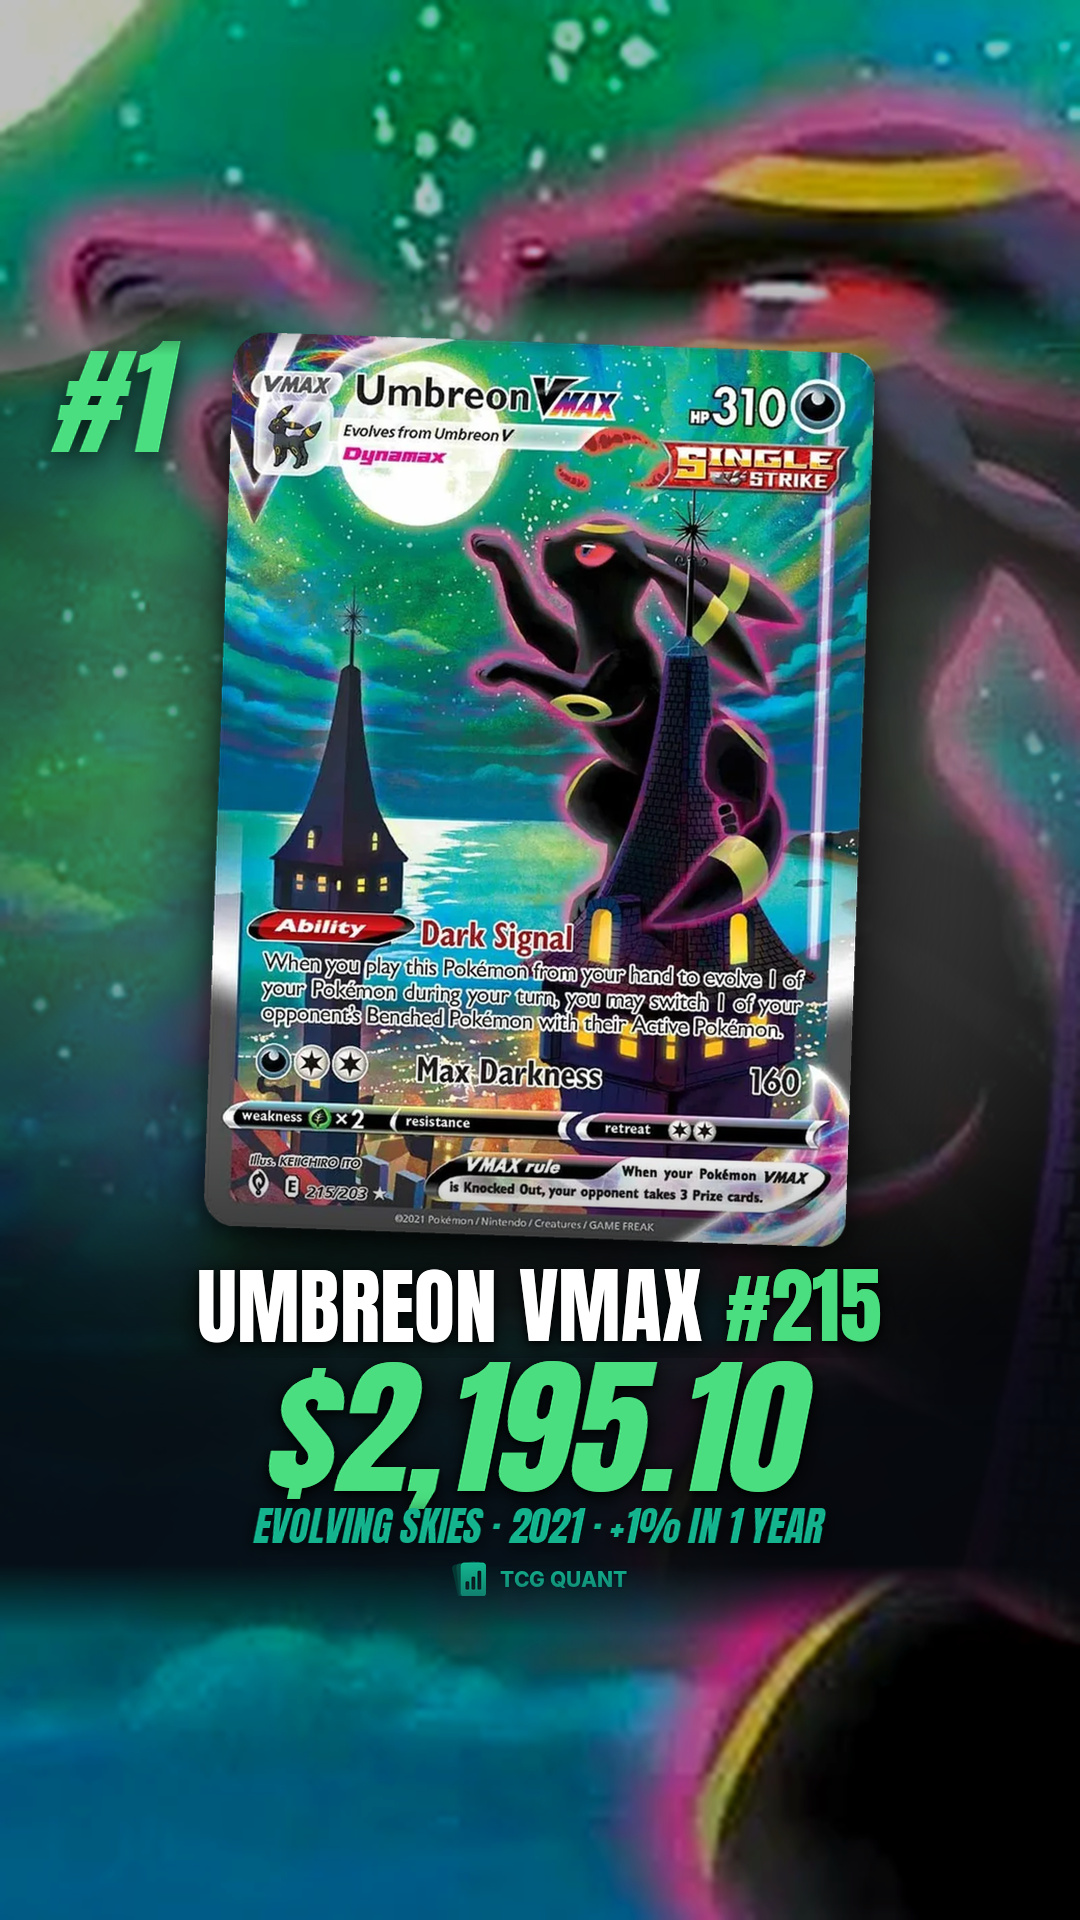 #1
VMAX
Umbreon VMAX
HP 310
Evolves from Umbreon V
Dynamax
SINGLE
STRIKE
Ability
Dark Signal
When you play this Pokémon from your hand to evolve 1 of
your Pokémon during your turn, you may switch 1 of your
opponent's Benched Pokémon with their Active Pokémon.
Max Darkness
160
weakness ×2 resistance retreat
Illus. KEIICHIRO ITO
E 215/203
VMAX rule
When your Pokémon VMAX
is Knocked Out, your opponent takes 3 Prize cards.
©2021 Pokémon / Nintendo / Creatures / GAME FREAK
UMBREON VMAX #215
$2,195.10
EVOLVING SKIES · 2021 · +1% IN 1 YEAR
TCG QUANT